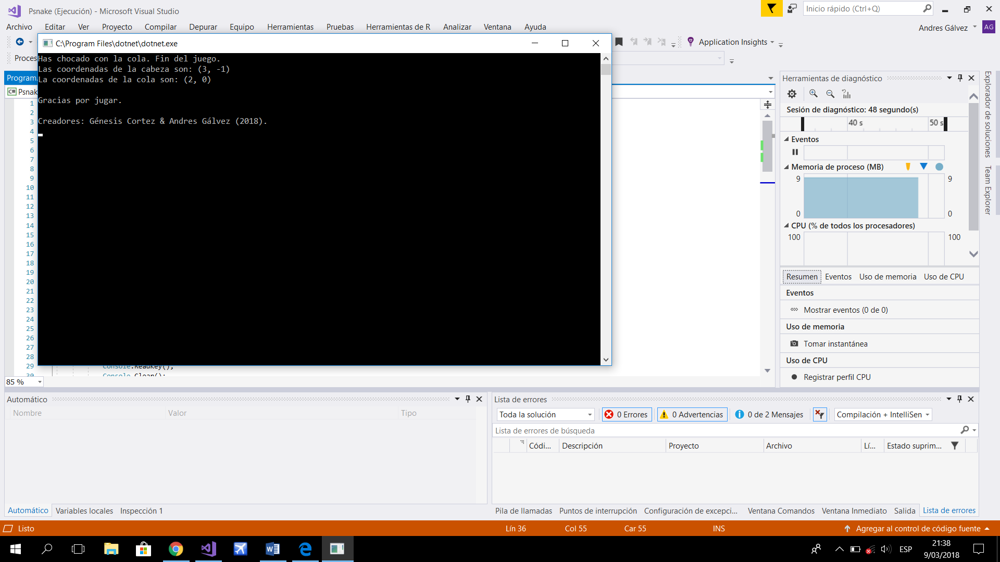 Psnake (Ejecución) - Microsoft Visual Studio
Inicio rápido (Ctrl+Q)
Archivo Editar Ver Proyecto Compilar Depurar Equipo Herramientas Pruebas Herramientas de R Analizar Ventana Ayuda
Andres Gálvez AG
C:\Program Files\dotnet\dotnet.exe
Application Insights
Proces
Has chocado con la cola. Fin del juego.
Las coordenadas de la cabeza son: (3, -1)
La coordenadas de la cola son: (2, 0)
Gracias por jugar.
Creadores: Génesis Cortez & Andres Gálvez (2018).
Program.
C# Psnak
1
2
3
4
5
6
7
8
9
10
11
12
13
14
15
16
17
18
19
20
21
22
23
24
25
26
27
28
29 Console.ReadKey();
30 Console.Clear();
85 %
Herramientas de diagnóstico
Sesión de diagnóstico: 48 segundo(s)
40 s 50 s
Eventos
Memoria de proceso (MB)
9 9
0 0
CPU (% de todos los procesadores)
100 100
Resumen Eventos Uso de memoria Uso de CPU
Eventos
Mostrar eventos (0 de 0)
Uso de memoria
Tomar instantánea
Uso de CPU
Registrar perfil CPU
Explorador de soluciones
Team Explorer
Automático
Nombre Valor Tipo
Automático Variables locales Inspección 1
Lista de errores
Toda la solución 0 Errores 0 Advertencias 0 de 2 Mensajes Compilación + IntelliSen
Lista de errores de búsqueda
Códi... Descripción Proyecto Archivo Lí... Estado suprim...
Pila de llamadas Puntos de interrupción Configuración de excepci... Ventana Comandos Ventana Inmediato Salida Lista de errores
Listo Lín 36 Col 55 Car 55 INS Agregar al control de código fuente
ESP
21:38
9/03/2018